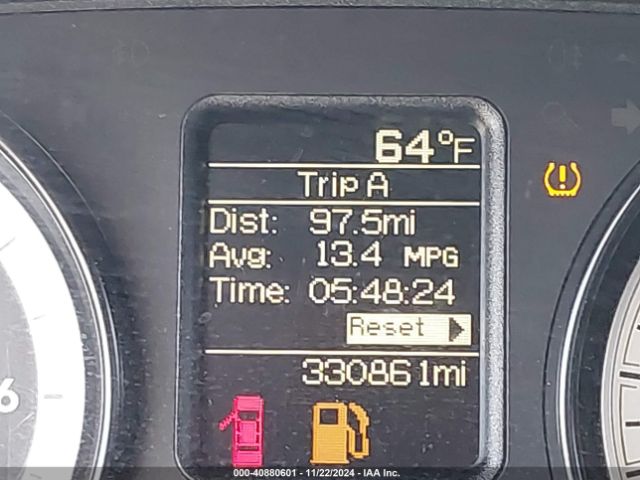 64°F
Trip A
Dist: 97.5mi
Avg: 13.4 MPG
Time: 05:48:24
Reset
330861mi
6
000-40880601 - 11/22/2024 - IAA Inc.